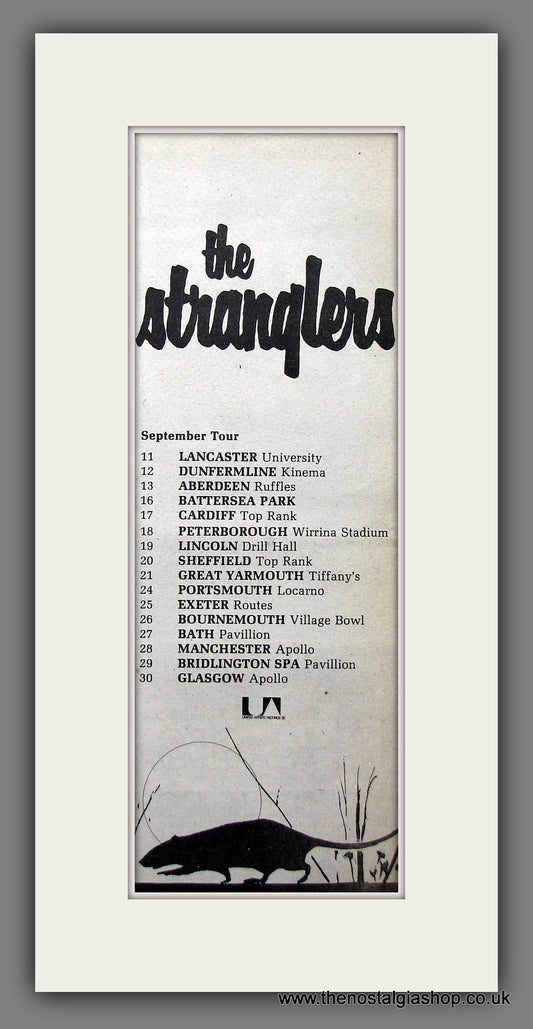 the
stranglers
September Tour
11 LANCASTER University
12 DUNFERMLINE Kinema
13 ABERDEEN Ruffles
16 BATTERSEA PARK
17 CARDIFF Top Rank
18 PETERBOROUGH Wirrina Stadium
19 LINCOLN Drill Hall
20 SHEFFIELD Top Rank
21 GREAT YARMOUTH Tiffany's
24 PORTSMOUTH Locarno
25 EXETER Routes
26 BOURNEMOUTH Village Bowl
27 BATH Pavillion
28 MANCHESTER Apollo
29 BRIDLINGTON SPA Pavillion
30 GLASGOW Apollo
UA
UNITED ARTISTS RECORDS
www.thenostalgiashop.co.uk